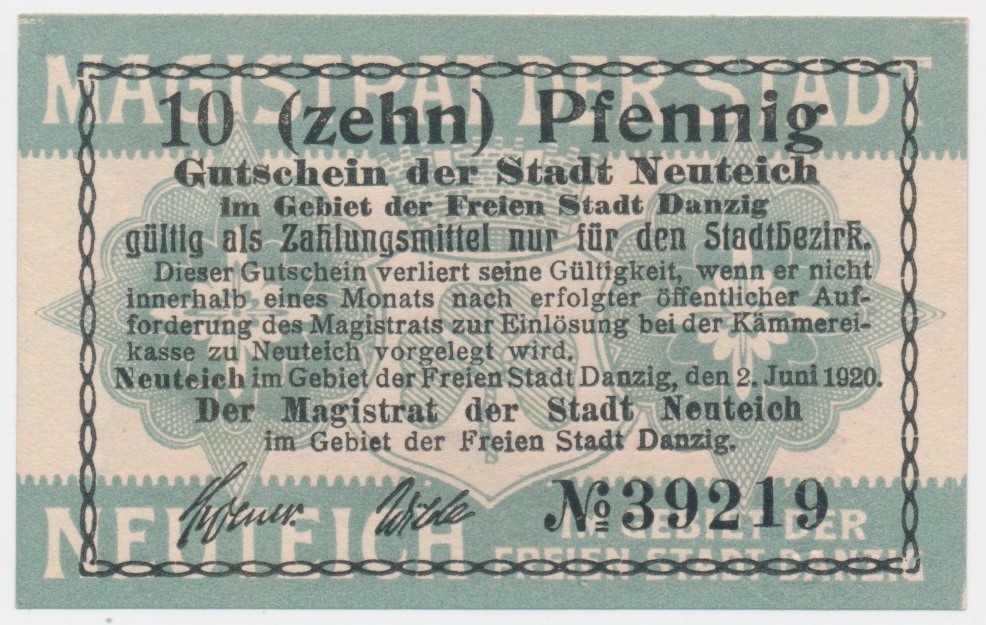 MAGISTRAT DER STADT
10 (zehn) Pfennig
Gutschein der Stadt Neuteich
im Gebiet der Freien Stadt Danzig
gültig als Zahlungsmittel nur für den Stadtbezirk.
Dieser Gutschein verliert seine Gültigkeit, wenn er nicht
innerhalb eines Monats nach erfolgter öffentlicher Auf-
forderung des Magistrats zur Einlösung bei der Kämmerei-
kasse zu Neuteich vorgelegt wird.
Neuteich im Gebiet der Freien Stadt Danzig, den 2. Juni 1920.
Der Magistrat der Stadt Neuteich
im Gebiet der Freien Stadt Danzig.
№ 39219
NEUTEICH IM GEBIET DER
FREIEN STADT DANZIG